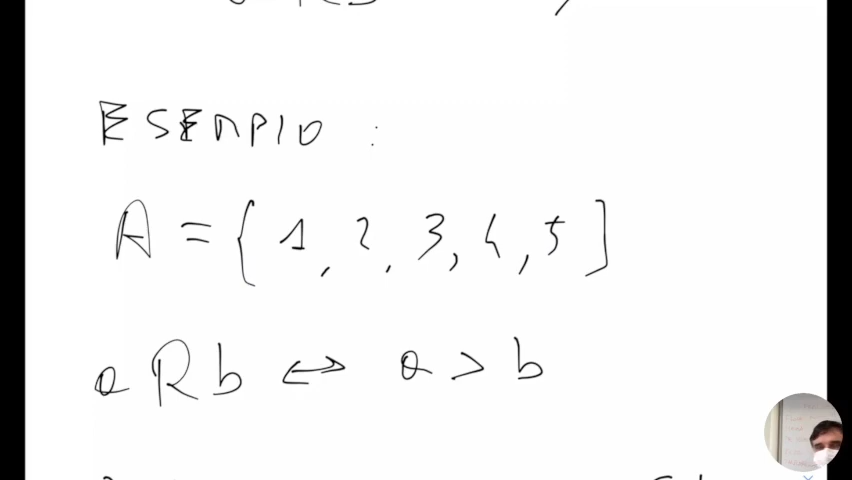 ESEMPIO :
A = { 1, 2, 3, 4, 5 }
a R b ⟺ a > b